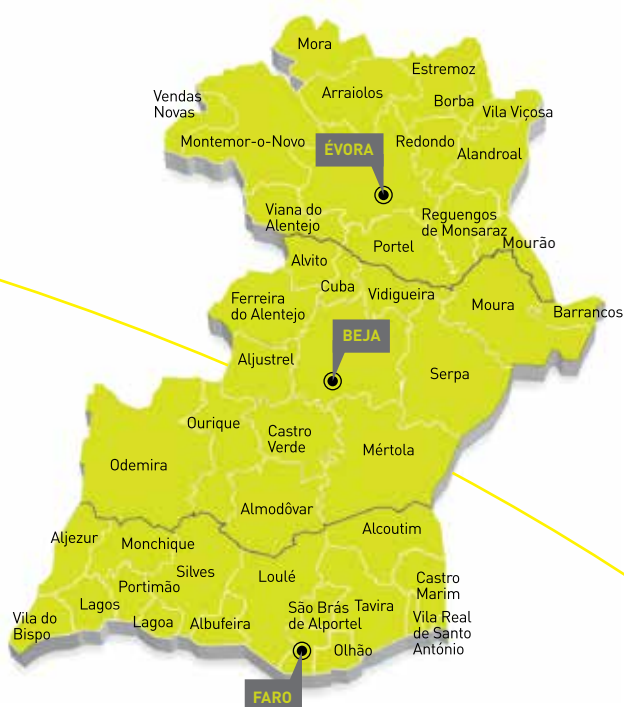 Mora
Estremoz
Arraiolos
Vendas
Novas
Borba
Vila Viçosa
Montemor-o-Novo
ÉVORA
Redondo
Alandroal
Viana do
Alentejo
Reguengos
de Monsaraz
Portel
Mourão
Alvito
Cuba
Vidigueira
Ferreira
do Alentejo
Moura
Barrancos
BEJA
Aljustrel
Serpa
Ourique
Castro
Verde
Mértola
Odemira
Almodôvar
Alcoutim
Aljezur
Monchique
Silves
Loulé
Portimão
Castro
Marim
Lagos
São Brás
de Alportel
Tavira
Vila do
Bispo
Lagoa
Albufeira
Vila Real
de Santo
António
Olhão
FARO